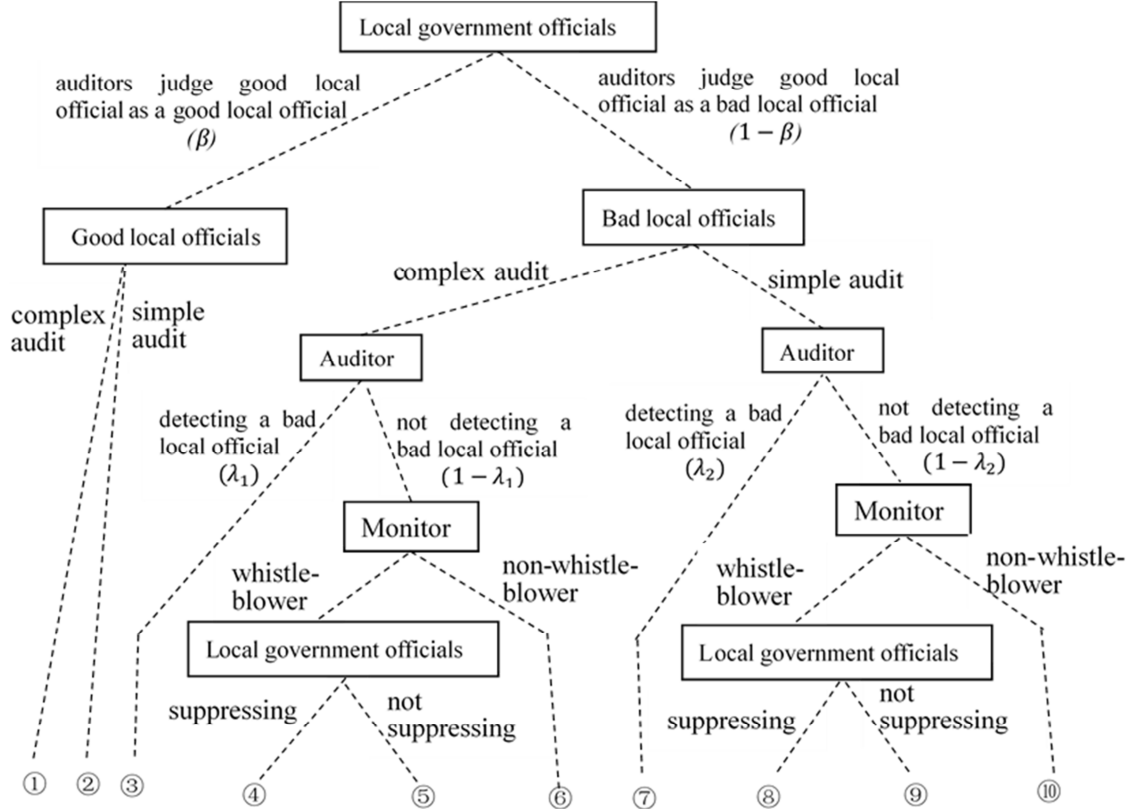 Local government officials
auditors judge good local
official as a good local official
(β)
auditors judge good local
official as a bad local official
(1 − β)
Good local officials
Bad local officials
complex audit
simple audit
complex
audit
simple
audit
Auditor
Auditor
detecting a bad
local official
(λ₁)
not detecting a
bad local official
(1 − λ₁)
detecting a bad
local official
(λ₂)
not detecting a
bad local official
(1 − λ₂)
Monitor
Monitor
whistle-
blower
non-whistle-
blower
whistle-
blower
non-whistle-
blower
Local government officials
Local government officials
suppressing
not
suppressing
suppressing
not
suppressing
① ② ③ ④ ⑤ ⑥ ⑦ ⑧ ⑨ ⑩